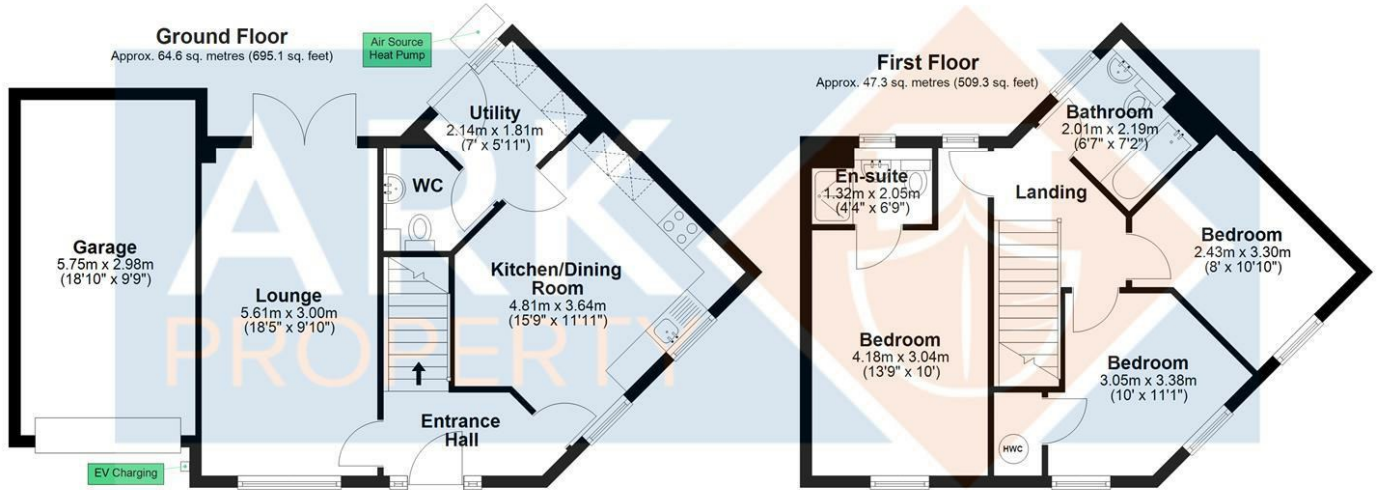 Ground Floor
Approx. 64.6 sq. metres (695.1 sq. feet)
Air Source
Heat Pump
Utility
2.14m x 1.81m
(7' x 5'11")
WC
Garage
5.75m x 2.98m
(18'10" x 9'9")
Lounge
5.61m x 3.00m
(18'5" x 9'10")
Kitchen/Dining
Room
4.81m x 3.64m
(15'9" x 11'11")
Entrance
Hall
EV Charging
First Floor
Approx. 47.3 sq. metres (509.3 sq. feet)
Bathroom
2.01m x 2.19m
(6'7" x 7'2")
En-suite
1.32m x 2.05m
(4'4" x 6'9")
Landing
Bedroom
2.43m x 3.30m
(8' x 10'10")
Bedroom
4.18m x 3.04m
(13'9" x 10')
Bedroom
3.05m x 3.38m
(10' x 11'1")
HWC
ARK
PROPERTY